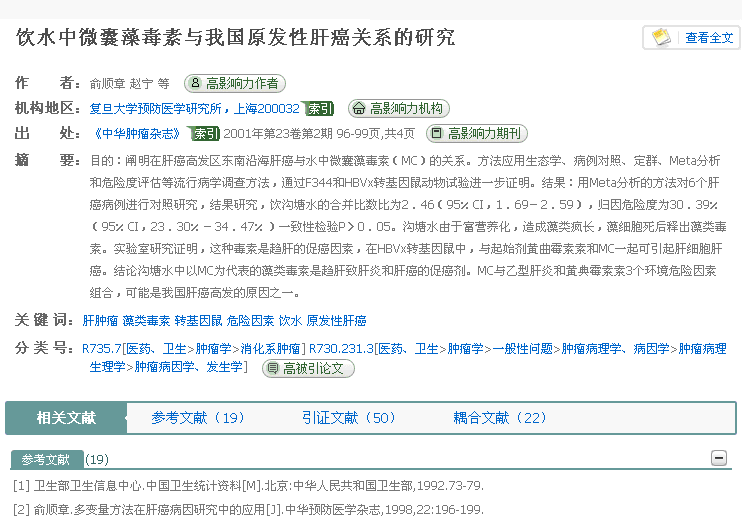 饮水中微囊藻毒素与我国原发性肝癌关系的研究
查看全文
作 者：俞顺章 赵宁 等 高影响力作者
机构地区：复旦大学预防医学研究所，上海200032 索引 高影响力机构
出 处：《中华肿瘤杂志》 索引 2001年第23卷第2期 96-99页,共4页 高影响力期刊
摘 要：目的：阐明在肝癌高发区东南沿海肝癌与水中微囊藻毒素（MC）的关系。方法应用生态学、病例对照、定群、Meta分析
和危险度评估等流行病学调查方法，通过F344和HBVx转基因鼠动物试验进一步证明。结果：用Meta分析的方法对6个肝
癌病例进行对照研究，结果研究，饮沟塘水的合并比数比为2.46（95％CI，1.69－2.59），归因危险度为30.39％
（95％CI，23.30％－34.47％）一致性检验P＞0.05。沟塘水由于富营养化，造成藻类疯长，藻细胞死后释出藻类毒
素。实验室研究证明，这种毒素是趋肝的促癌因素，在HBVx转基因鼠中，与起始剂黄曲霉素素和MC一起可引起肝细胞肝
癌。结论沟塘水中以MC为代表的藻类毒素是趋肝致肝炎和肝癌的促癌剂。MC与乙型肝炎和黄典霉素素3个环境危险因素
组合，可能是我国肝癌高发的原因之一。
关 键 词：肝肿瘤 藻类毒素 转基因鼠 危险因素 饮水 原发性肝癌
分 类 号：R735.7[医药、卫生>肿瘤学>消化系肿瘤] R730.231.3[医药、卫生>肿瘤学>一般性问题>肿瘤病理学、病因学>肿瘤病理
生理学>肿瘤病因学、发生学] 高被引论文
相关文献 参考文献（19） 引证文献（50） 耦合文献（22）
参考文献 (19)
[1] 卫生部卫生信息中心.中国卫生统计资料[M].北京:中华人民共和国卫生部,1992.73-79.
[2] 俞顺章.多变量方法在肝癌病因研究中的应用[J].中华预防医学杂志,1998,22:196-199.